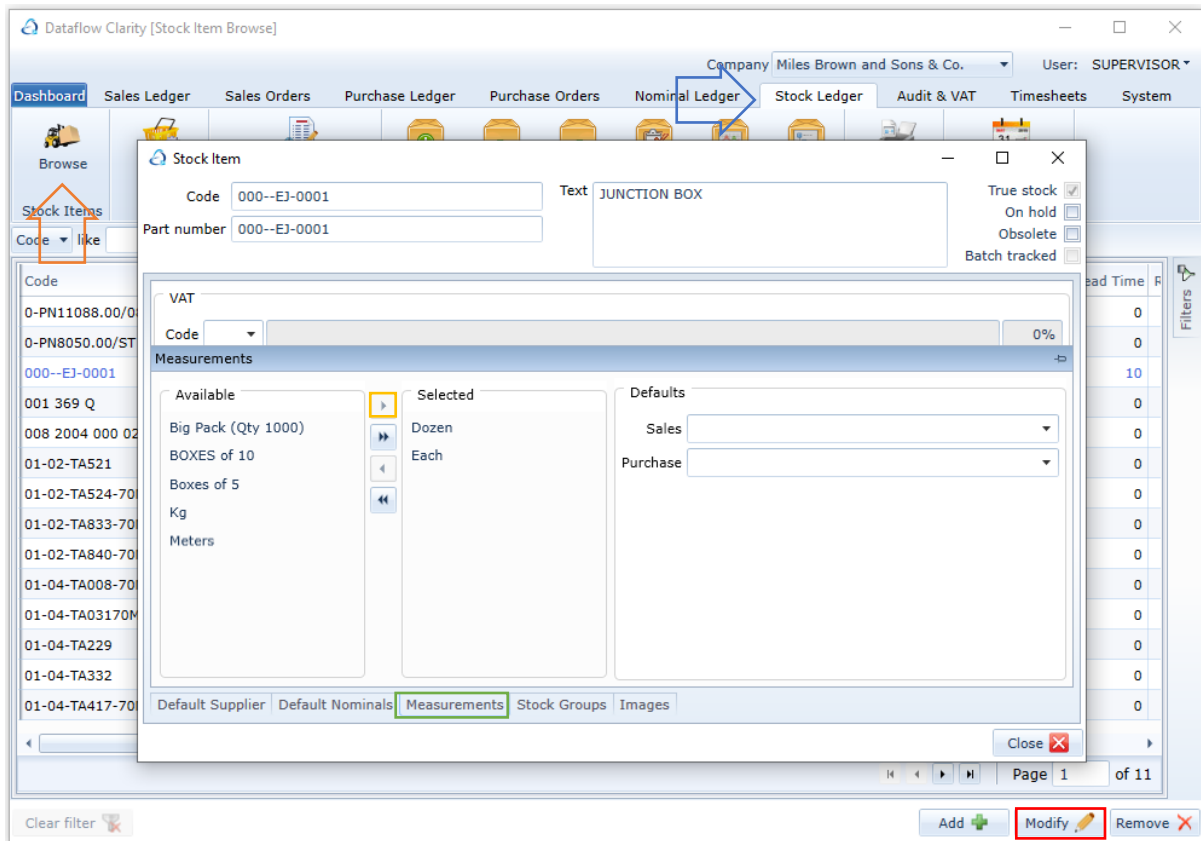 Dataflow Clarity [Stock Item Browse]
Company Miles Brown and Sons & Co. User: SUPERVISOR
Dashboard Sales Ledger Sales Orders Purchase Ledger Purchase Orders Nominal Ledger Stock Ledger Audit & VAT Timesheets System
31
Browse
Stock Items
Code like
Stock Item
Code 000--EJ-0001
Text JUNCTION BOX
Part number 000--EJ-0001
True stock
On hold
Obsolete
Batch tracked
VAT
Code 0%
Measurements
Available
Big Pack (Qty 1000)
BOXES of 10
Boxes of 5
Kg
Meters
Selected
Dozen
Each
Defaults
Sales
Purchase
Default Supplier Default Nominals Measurements Stock Groups Images
Close
Code ead Time R
0-PN11088.00/0 0
0-PN8050.00/ST 0
000--EJ-0001 10
001 369 Q 0
008 2004 000 02 0
01-02-TA521 0
01-02-TA524-70 0
01-02-TA833-70 0
01-02-TA840-70 0
01-04-TA008-70 0
01-04-TA03170M 0
01-04-TA229 0
01-04-TA332 0
01-04-TA417-70 0
Filters
Page 1 of 11
Clear filter Add Modify Remove